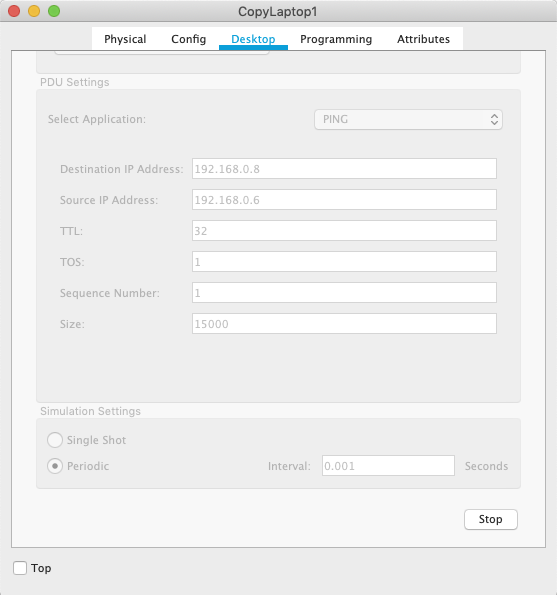 CopyLaptop1
Physical Config Desktop Programming Attributes
PDU Settings
Select Application: PING
Destination IP Address: 192.168.0.8
Source IP Address: 192.168.0.6
TTL: 32
TOS: 1
Sequence Number: 1
Size: 15000
Simulation Settings
Single Shot
Periodic Interval: 0.001 Seconds
Stop
Top